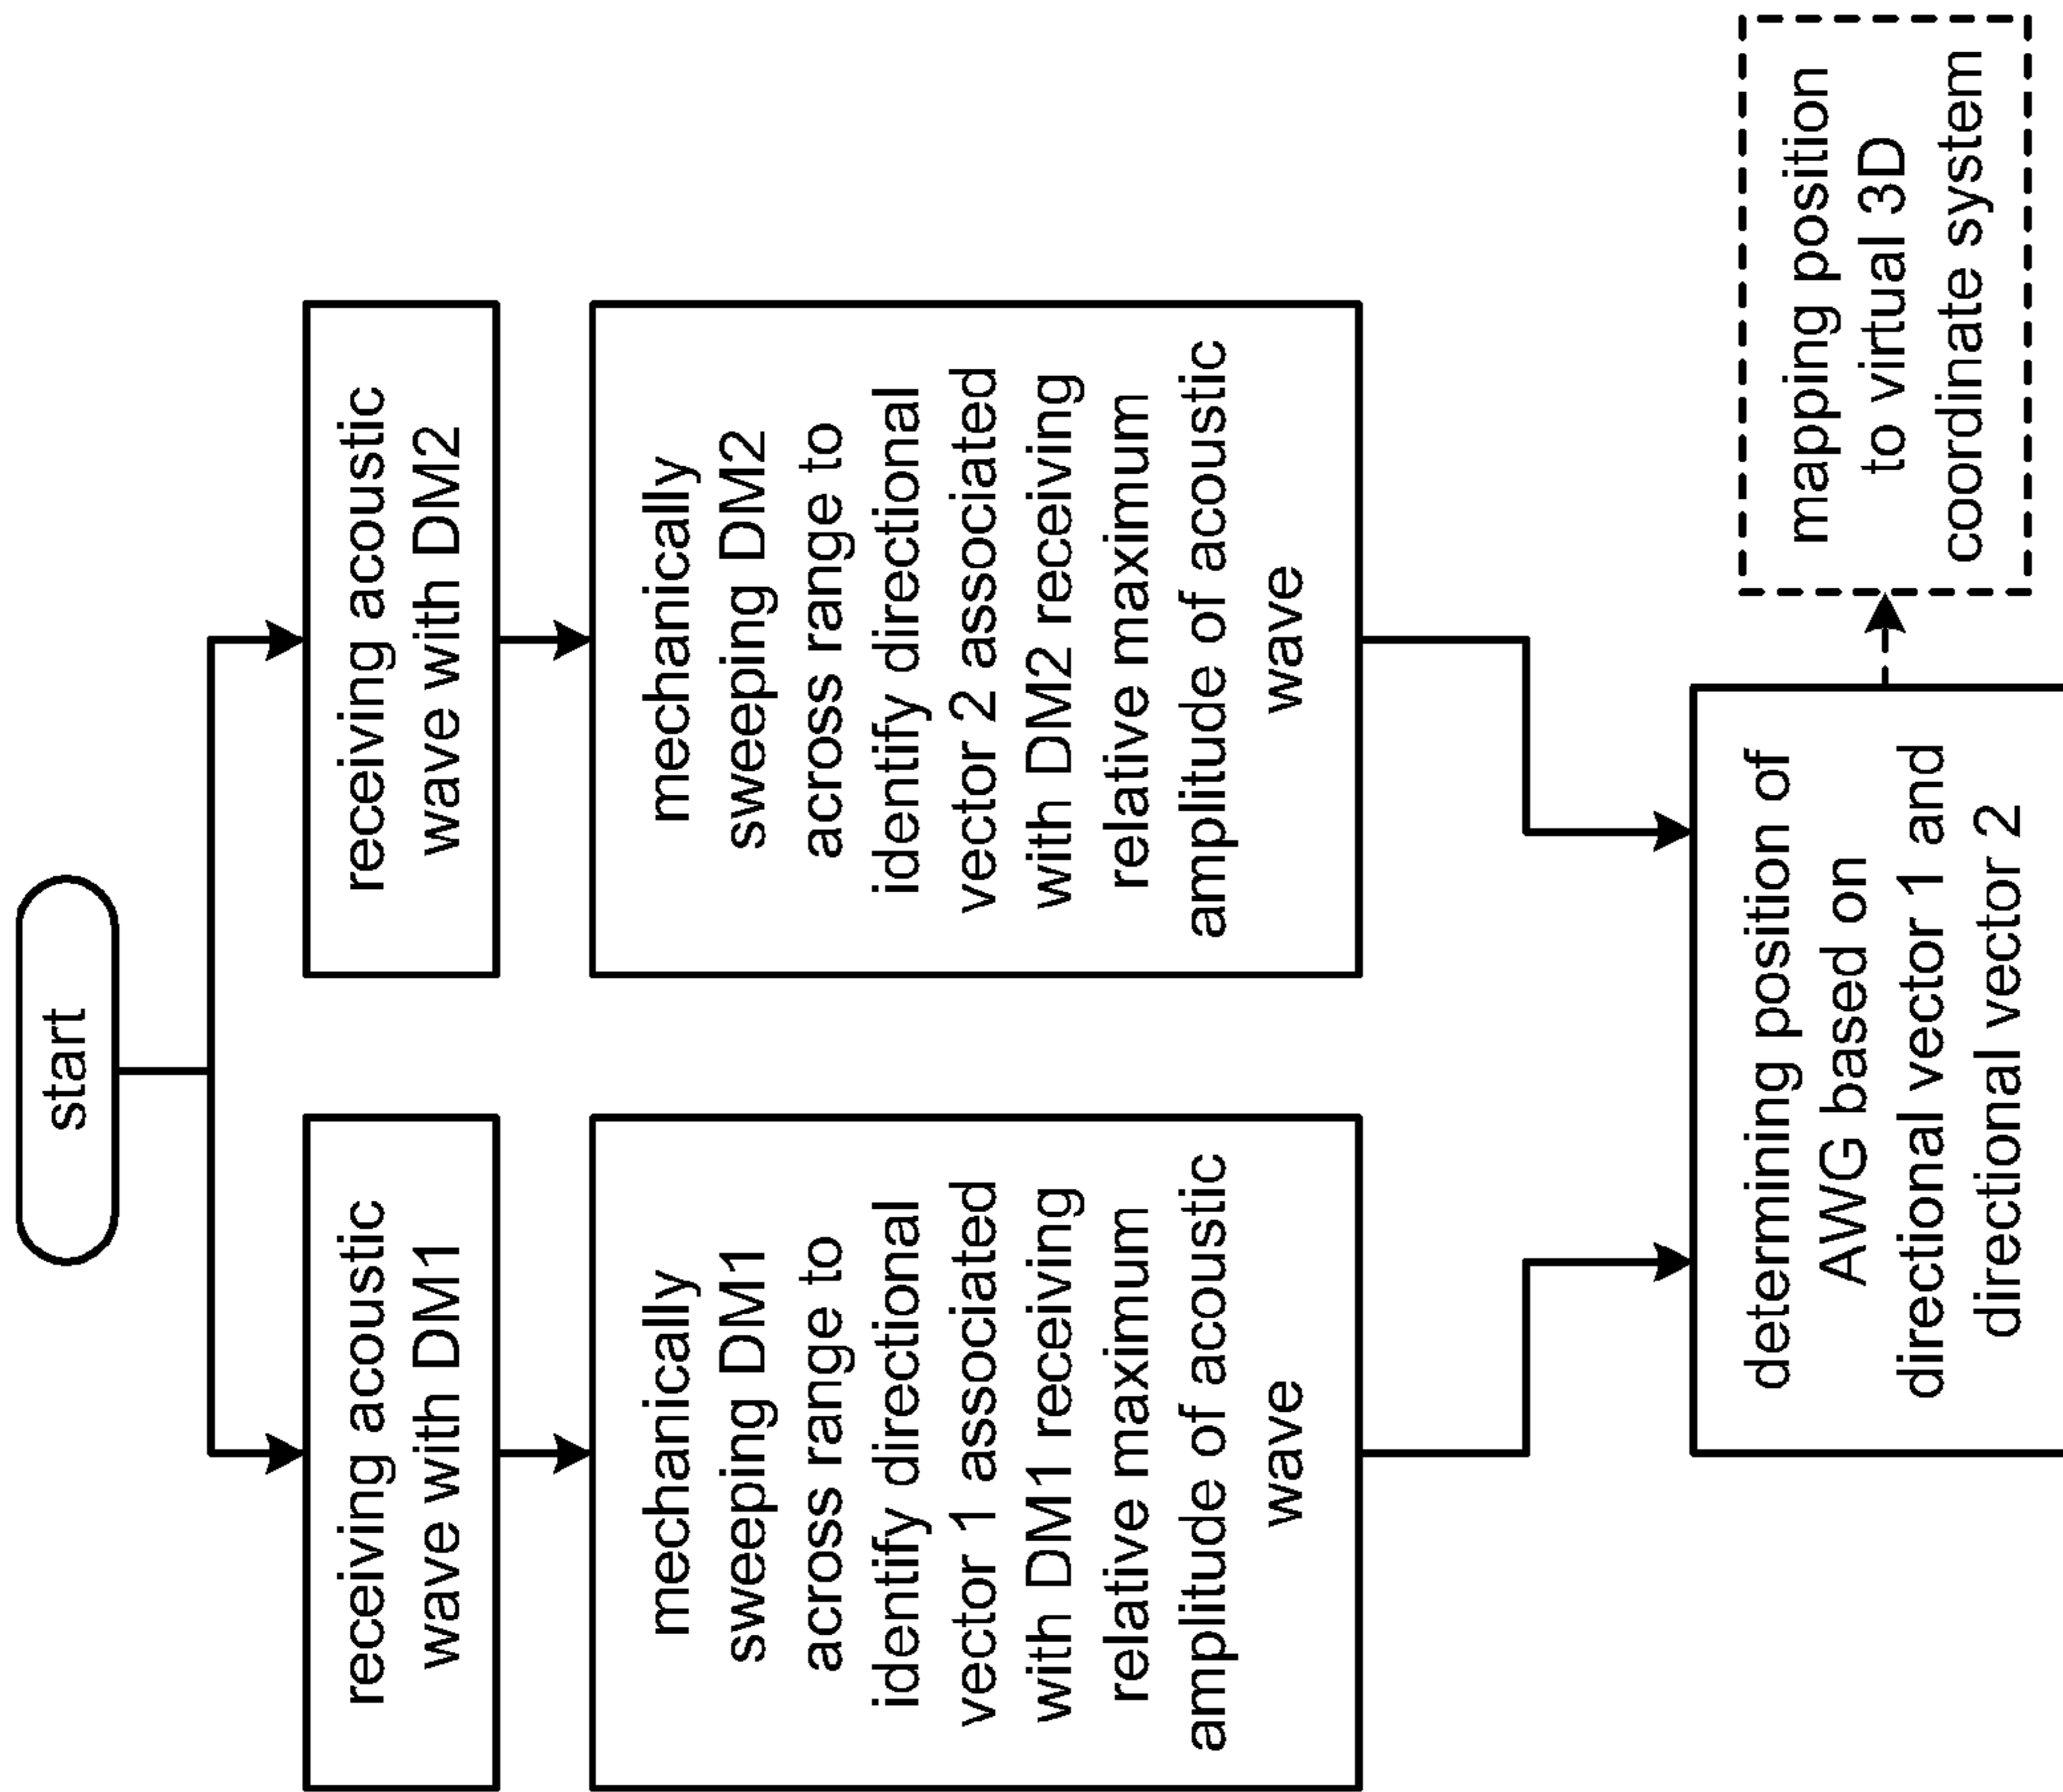 start
receiving acoustic
wave with DM1
receiving acoustic
wave with DM2
mechanically
sweeping DM1
across range to
identify directional
vector 1 associated
with DM1 receiving
relative maximum
amplitude of acoustic
wave
mechanically
sweeping DM2
across range to
identify directional
vector 2 associated
with DM2 receiving
relative maximum
amplitude of acoustic
wave
determining position of
AWG based on
directional vector 1 and
directional vector 2
mapping position
to virtual 3D
coordinate system